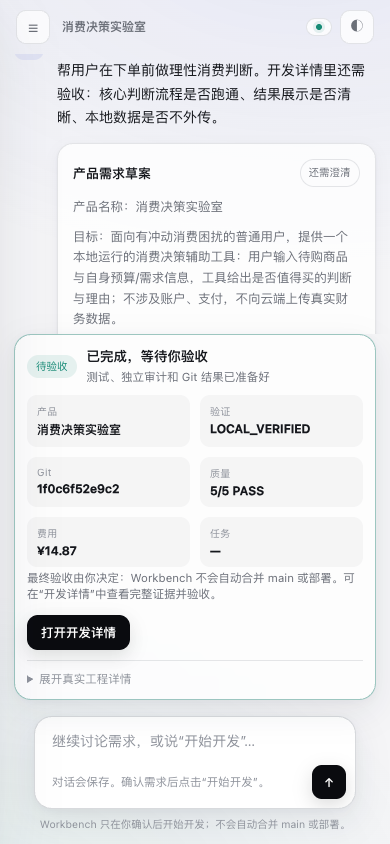 消费决策实验室
帮用户在下单前做理性消费判断。开发详情里还需
验收：核心判断流程是否跑通、结果展示是否清
晰、本地数据是否不外传。
产品需求草案
还需澄清
产品名称：消费决策实验室
目标：面向有冲动消费困扰的普通用户，提供一个
本地运行的消费决策辅助工具：用户输入待购商品
与自身预算/需求信息，工具给出是否值得买的判断
与理由；不涉及账户、支付，不向云端上传真实财
务数据。
待验收
已完成，等待你验收
测试、独立审计和 Git 结果已准备好
产品
消费决策实验室
验证
LOCAL_VERIFIED
Git
1f0c6f52e9c2
质量
5/5 PASS
费用
¥14.87
任务
—
最终验收由你决定：Workbench 不会自动合并 main 或部署。可
在“开发详情”中查看完整证据并验收。
打开开发详情
展开真实工程详情
继续讨论需求，或说“开始开发”...
对话会保存。确认需求后点击“开始开发”。
Workbench 只在你确认后开始开发；不会自动合并 main 或部署。